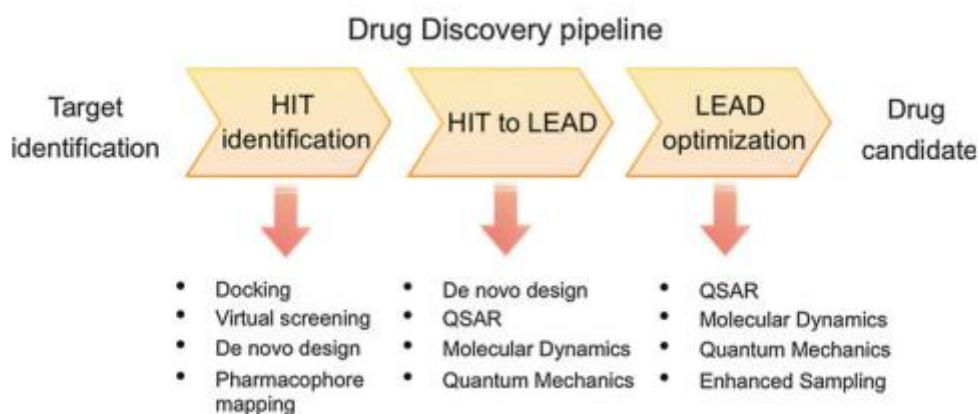 Drug Discovery pipeline
Target
identification
HIT
identification
HIT to LEAD
LEAD
optimization
Drug
candidate
• Docking
• Virtual screening
• De novo design
• Pharmacophore
mapping
• De novo design
• QSAR
• Molecular Dynamics
• Quantum Mechanics
• QSAR
• Molecular Dynamics
• Quantum Mechanics
• Enhanced Sampling